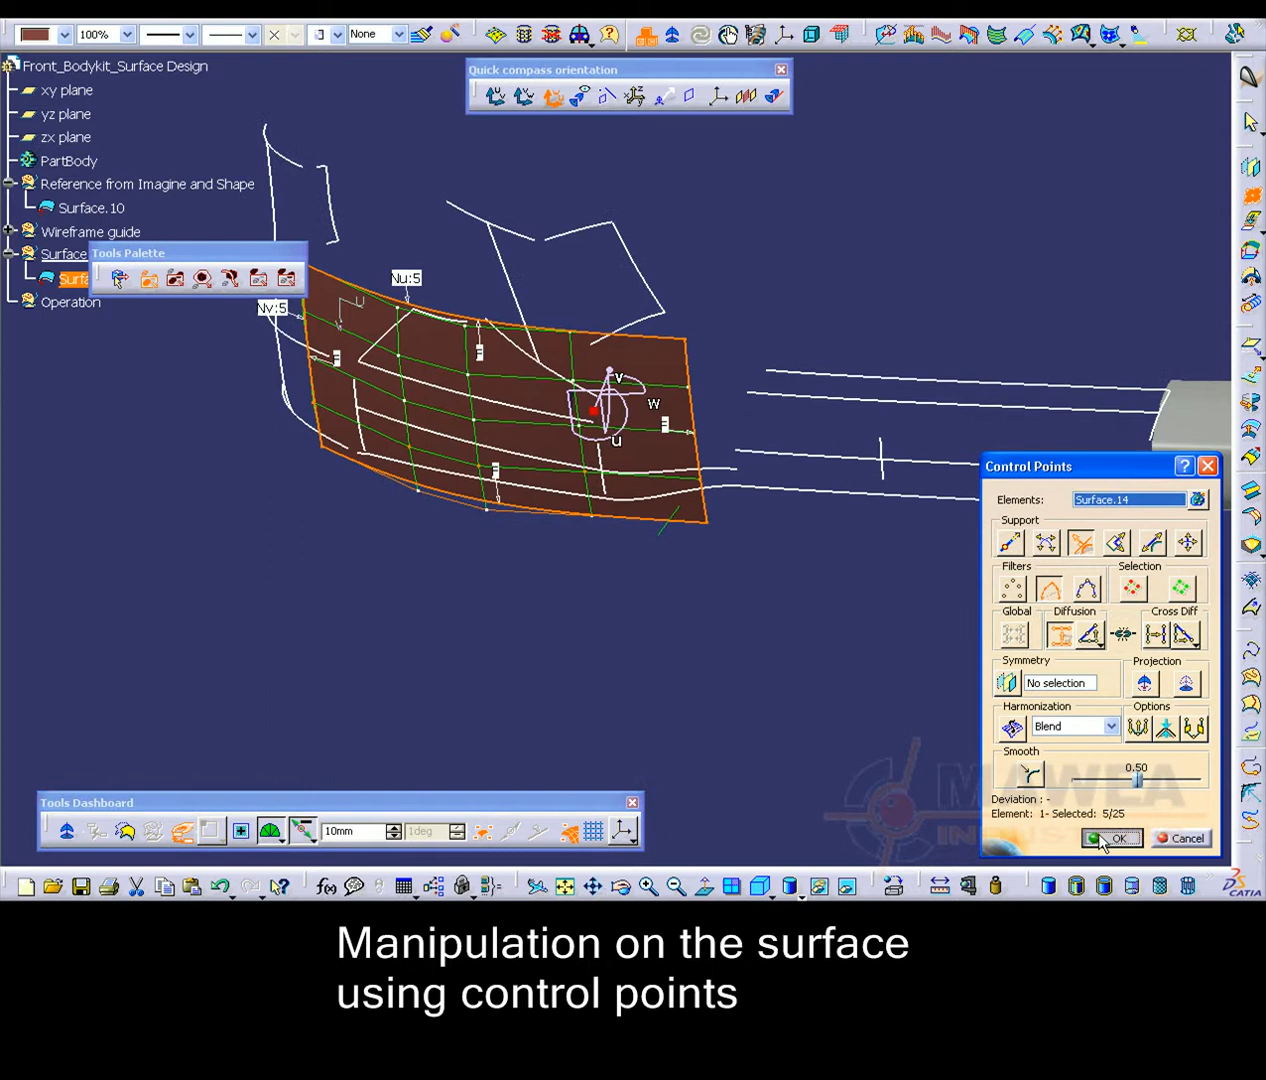 100%
None
Front_Bodykit_Surface Design
Quick compass orientation
xy plane
yz plane
zx plane
PartBody
Reference from Imagine and Shape
Surface.10
Wireframe guide
Surface
Tools Palette
Surfa
Operation
Nu:5
Nv:5
U
v
w
u
Control Points
Elements:
Surface.14
Support
Filters
Selection
Global
Diffusion
Cross Diff
Symmetry
Projection
No selection
Harmonization
Options
Blend
Smooth
0.50
Deviation : -
Element: 1- Selected: 5/25
OK
Cancel
MAWEA
Tools Dashboard
10mm
1deg
f(x)
CATIA
Manipulation on the surface
using control points